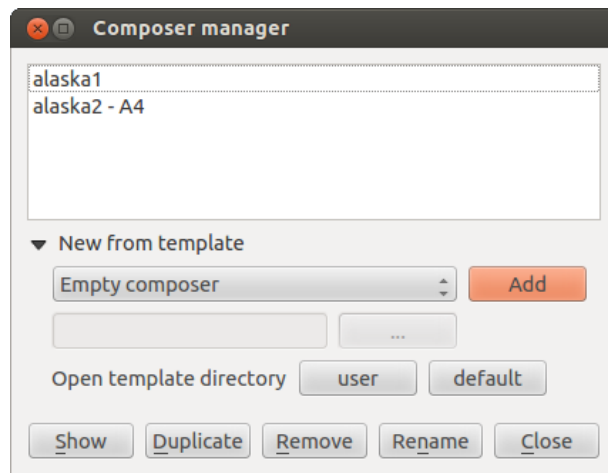 Composer manager
alaska1
alaska2 - A4
New from template
Empty composer Add
...
Open template directory user default
Show Duplicate Remove Rename Close